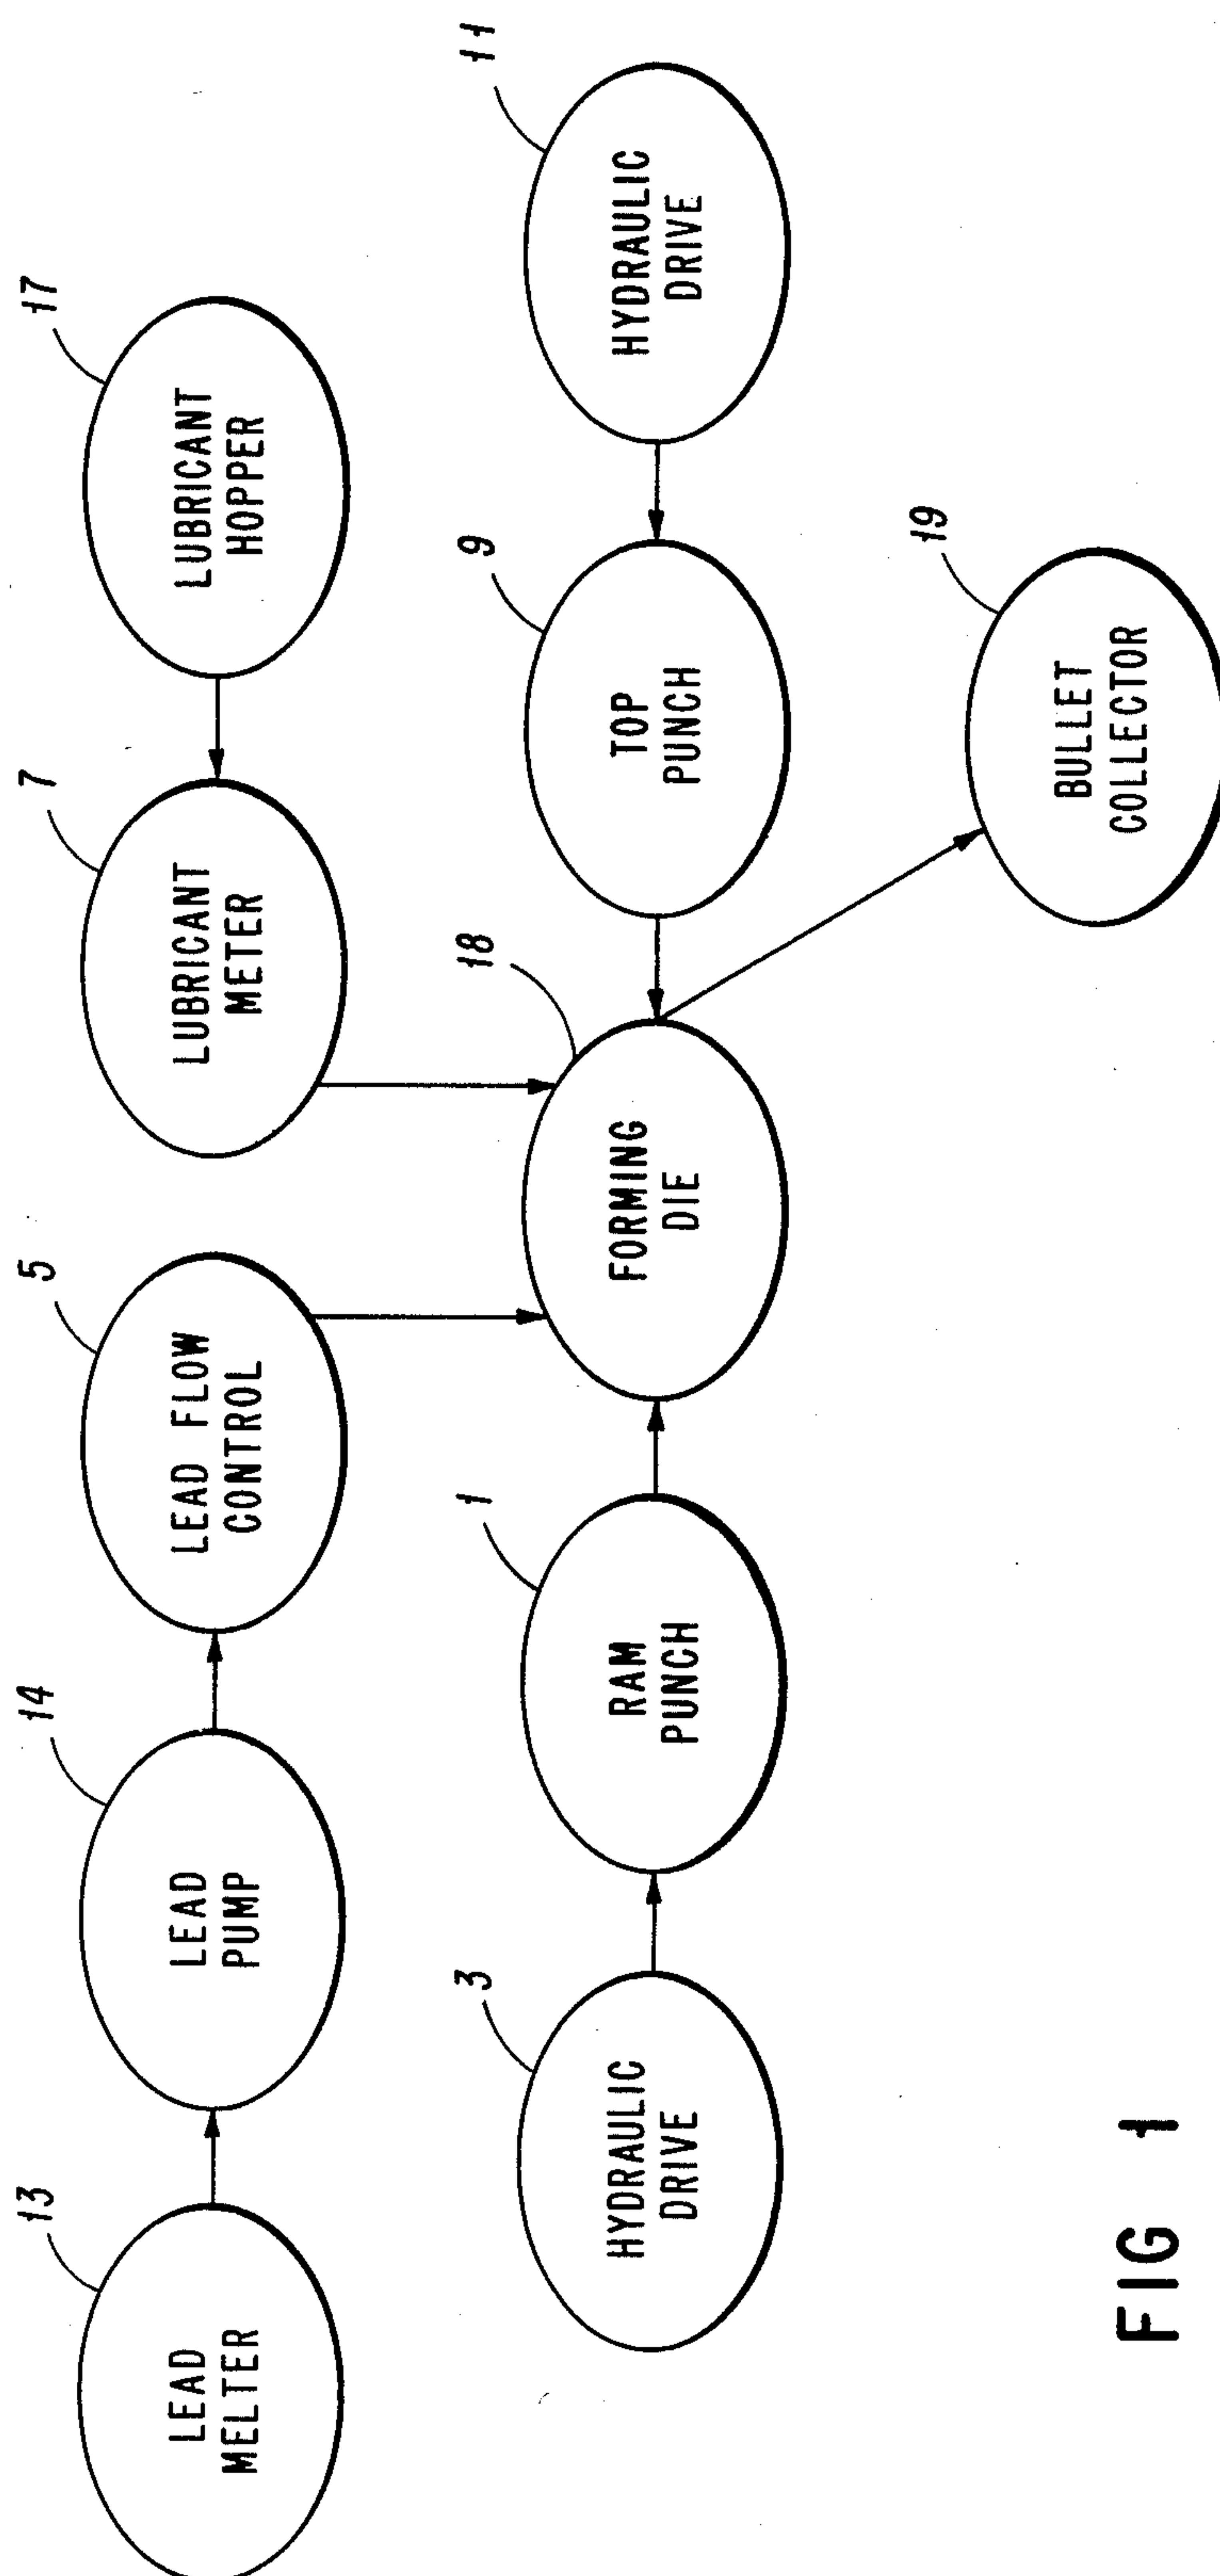 13
LEAD
MELTER
14
LEAD
PUMP
5
LEAD FLOW
CONTROL
7
LUBRICANT
METER
17
LUBRICANT
HOPPER
3
HYDRAULIC
DRIVE
1
RAM
PUNCH
18
FORMING
DIE
9
TOP
PUNCH
11
HYDRAULIC
DRIVE
19
BULLET
COLLECTOR
FIG 1